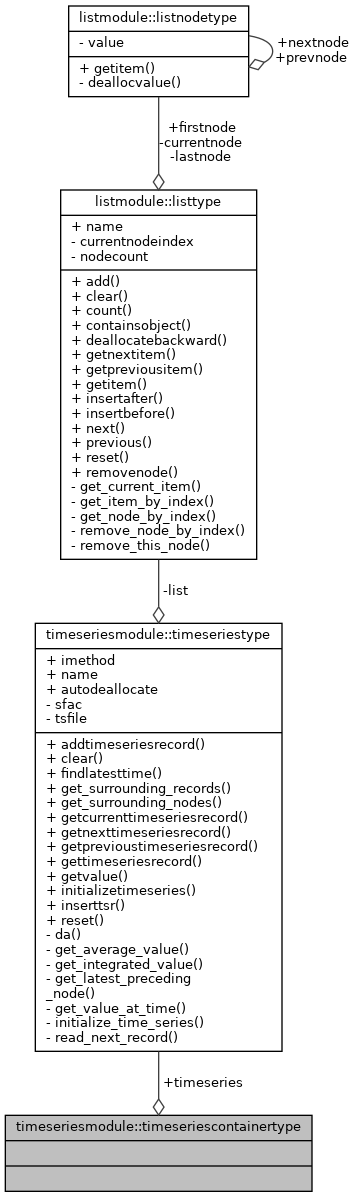 listmodule::listnodetype
- value
+ getitem()
- deallocvalue()
+nextnode
+prevnode
+firstnode
-currentnode
-lastnode
listmodule::listtype
+ name
- currentnodeindex
- nodecount
+ add()
+ clear()
+ count()
+ containsobject()
+ deallocatebackward()
+ getnextitem()
+ getpreviousitem()
+ getitem()
+ insertafter()
+ insertbefore()
+ next()
+ previous()
+ reset()
+ removenode()
- get_current_item()
- get_item_by_index()
- get_node_by_index()
- remove_node_by_index()
- remove_this_node()
-list
timeseriesmodule::timeseriestype
+ imethod
+ name
+ autodeallocate
- sfac
- tsfile
+ addtimeseriesrecord()
+ clear()
+ findlatesttime()
+ get_surrounding_records()
+ get_surrounding_nodes()
+ getcurrenttimeseriesrecord()
+ getnexttimeseriesrecord()
+ getprevioustimeseriesrecord()
+ gettimeseriesrecord()
+ getvalue()
+ initializetimeseries()
+ inserttsr()
+ reset()
- da()
- get_average_value()
- get_integrated_value()
- get_latest_preceding
_node()
- get_value_at_time()
- initialize_time_series()
- read_next_record()
+timeseries
timeseriesmodule::timeseriescontainertype